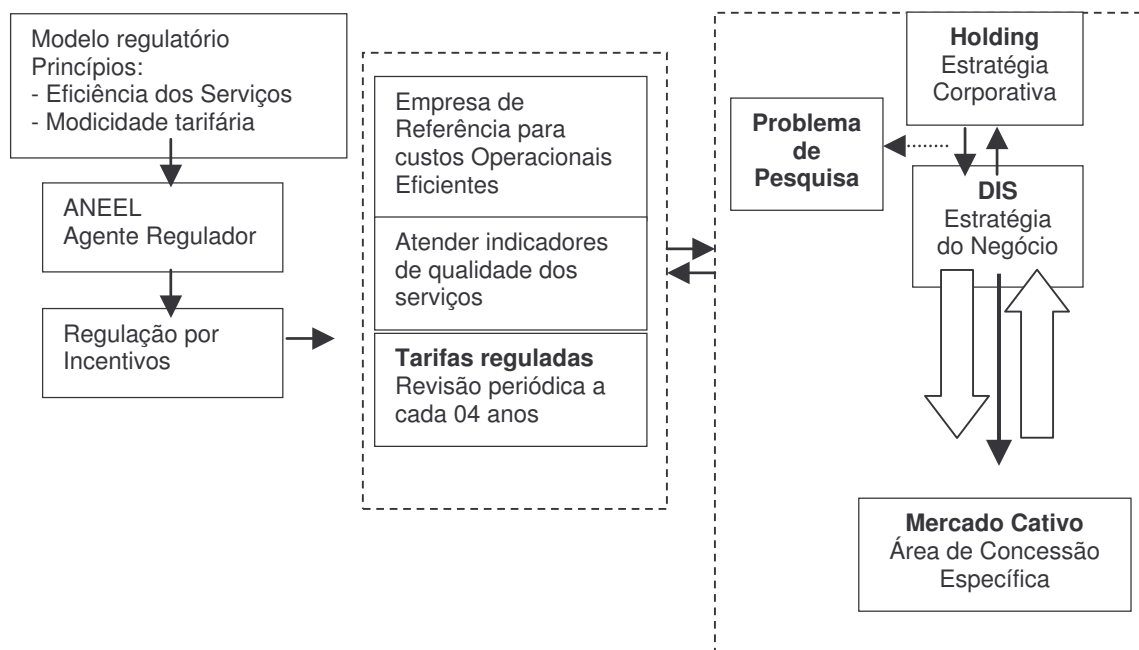 Modelo regulatório
Princípios:
- Eficiência dos Serviços
- Modicidade tarifária
ANEEL
Agente Regulador
Regulação por
Incentivos
Empresa de
Referência para
custos Operacionais
Eficientes
Atender indicadores
de qualidade dos
serviços
Tarifas reguladas
Revisão periódica a
cada 04 anos
Problema
de
Pesquisa
Holding
Estratégia
Corporativa
DIS
Estratégia
do Negócio
Mercado Cativo
Área de Concessão
Específica